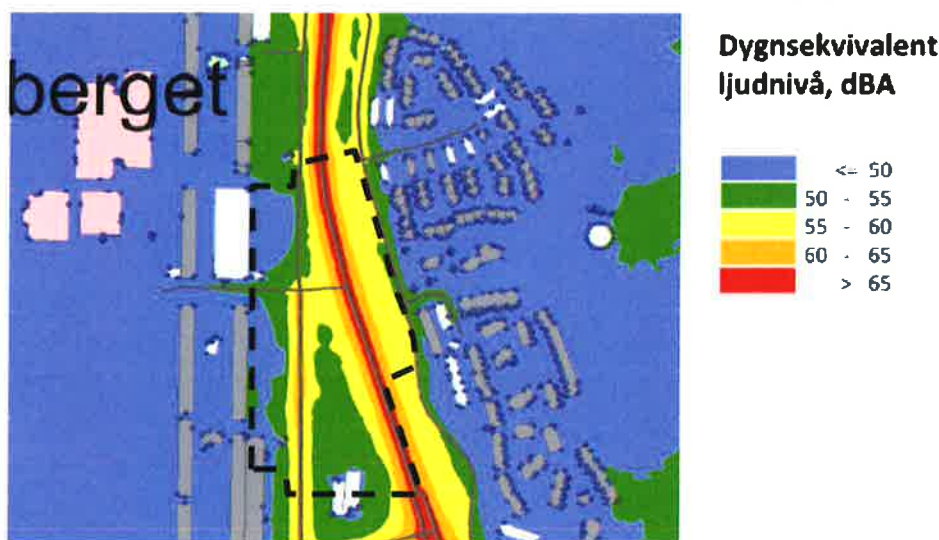 berget
Dygnsekvivalent
ljudnivå, dBA
<= 50
50 - 55
55 - 60
60 - 65
> 65